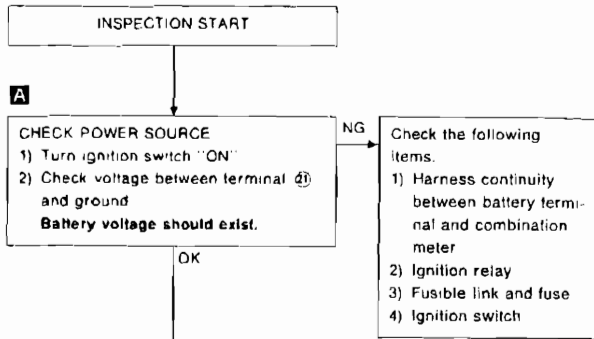 INSPECTION START
A
CHECK POWER SOURCE
1) Turn ignition switch "ON"
2) Check voltage between terminal ㉑
and ground
Battery voltage should exist.
NG
OK
Check the following
items.
1) Harness continuity
between battery termi-
nal and combination
meter
2) Ignition relay
3) Fusible link and fuse
4) Ignition switch